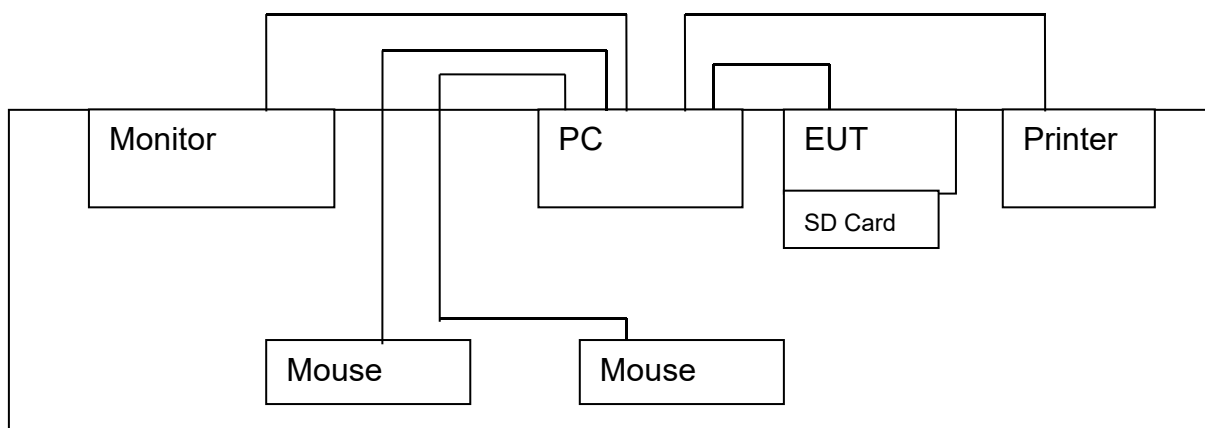 Monitor
PC
EUT
Printer
SD Card
Mouse
Mouse